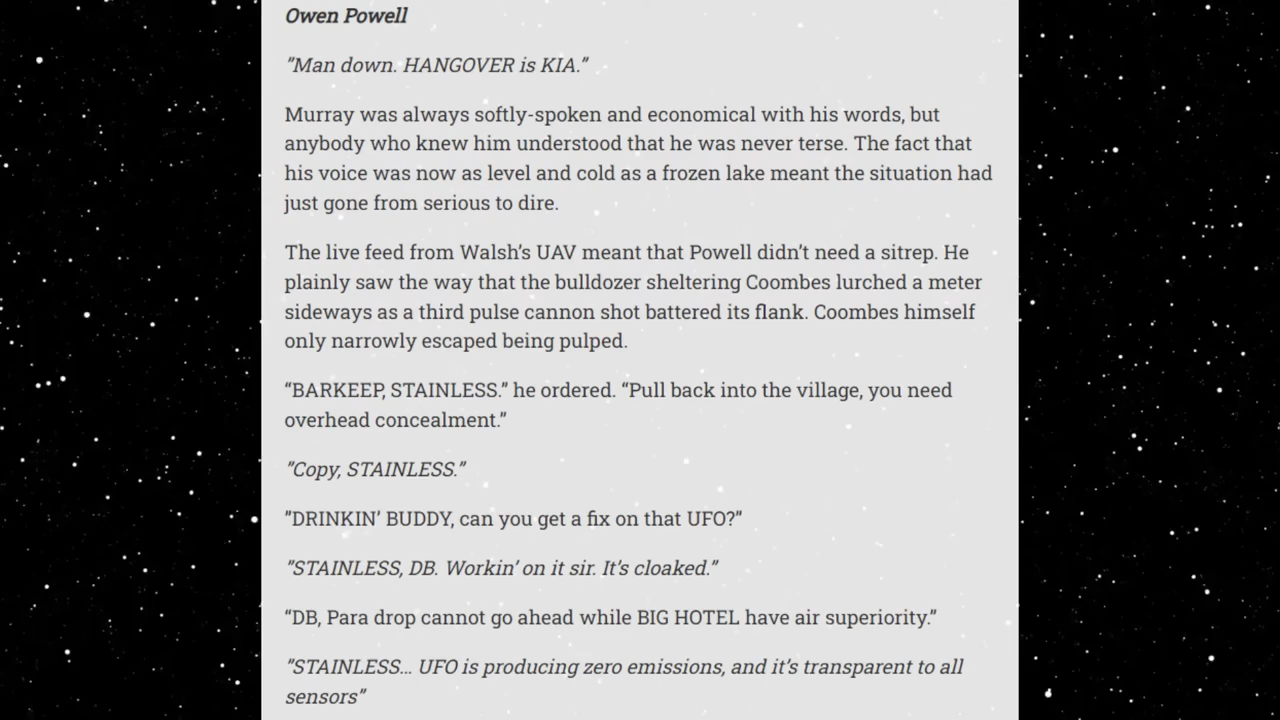 Owen Powell
”Man down. HANGOVER is KIA.”
Murray was always softly-spoken and economical with his words, but
anybody who knew him understood that he was never terse. The fact that
his voice was now as level and cold as a frozen lake meant the situation had
just gone from serious to dire.
The live feed from Walsh’s UAV meant that Powell didn’t need a sitrep. He
plainly saw the way that the bulldozer sheltering Coombes lurched a meter
sideways as a third pulse cannon shot battered its flank. Coombes himself
only narrowly escaped being pulped.
“BARKEEP, STAINLESS.” he ordered. “Pull back into the village, you need
overhead concealment.”
”Copy, STAINLESS.”
”DRINKIN’ BUDDY, can you get a fix on that UFO?”
”STAINLESS, DB. Workin’ on it sir. It’s cloaked.”
“DB, Para drop cannot go ahead while BIG HOTEL have air superiority.”
”STAINLESS… UFO is producing zero emissions, and it’s transparent to all
sensors”